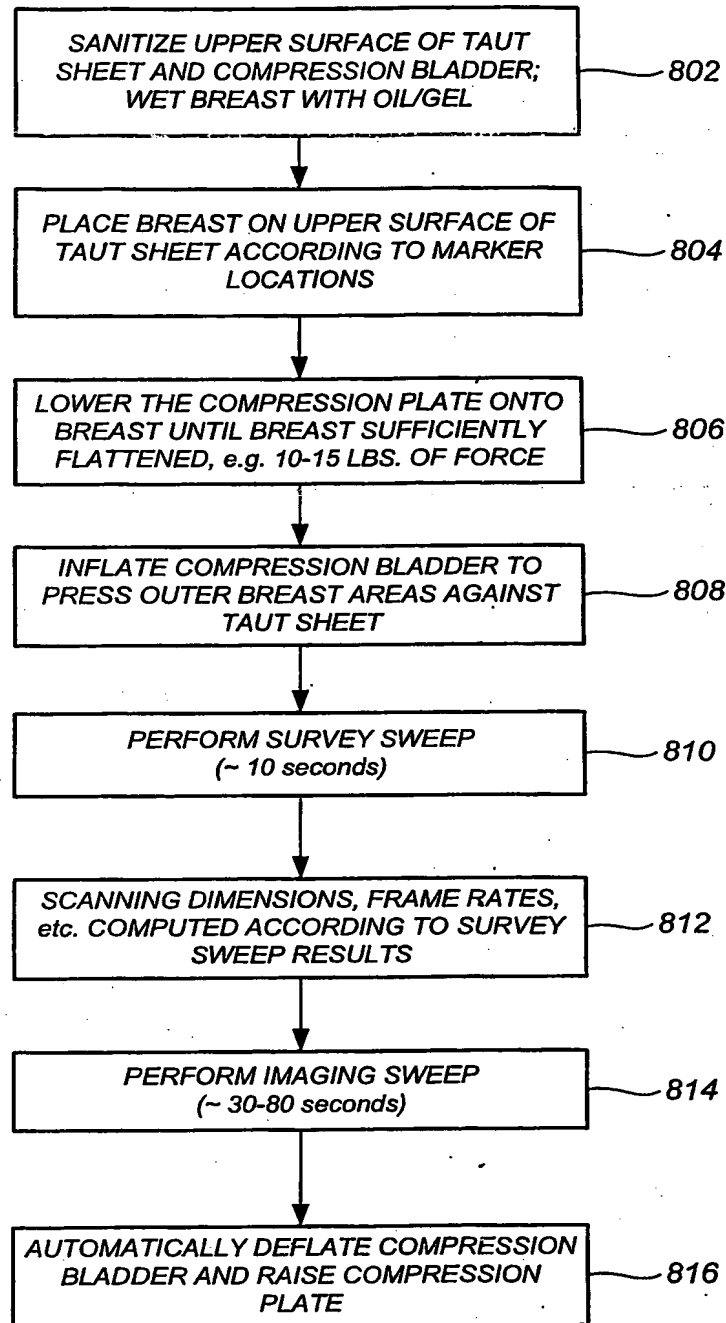 SANITIZE UPPER SURFACE OF TAUT
SHEET AND COMPRESSION BLADDER;
WET BREAST WITH OIL/GEL
802
PLACE BREAST ON UPPER SURFACE OF
TAUT SHEET ACCORDING TO MARKER
LOCATIONS
804
LOWER THE COMPRESSION PLATE ONTO
BREAST UNTIL BREAST SUFFICIENTLY
FLATTENED, e.g. 10-15 LBS. OF FORCE
806
INFLATE COMPRESSION BLADDER TO
PRESS OUTER BREAST AREAS AGAINST
TAUT SHEET
808
PERFORM SURVEY SWEEP
(~ 10 seconds)
810
SCANNING DIMENSIONS, FRAME RATES,
etc. COMPUTED ACCORDING TO SURVEY
SWEEP RESULTS
812
PERFORM IMAGING SWEEP
(~ 30-80 seconds)
814
AUTOMATICALLY DEFLATE COMPRESSION
BLADDER AND RAISE COMPRESSION
PLATE
816